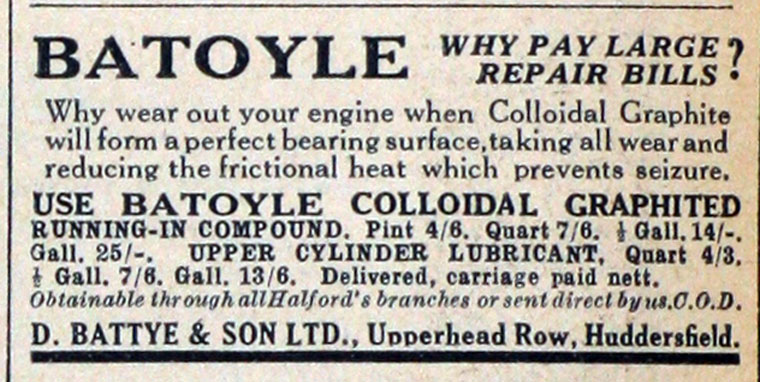 BATOYLE WHY PAY LARGE REPAIR BILLS?
Why wear out your engine when Colloidal Graphite
will form a perfect bearing surface, taking all wear and
reducing the frictional heat which prevents seizure.
USE BATOYLE COLLOIDAL GRAPHITED
RUNNING-IN COMPOUND. Pint 4/6. Quart 7/6. ½ Gall. 14/-.
Gall. 25/-. UPPER CYLINDER LUBRICANT, Quart 4/3.
½ Gall. 7/6. Gall. 13/6. Delivered, carriage paid nett.
Obtainable through all Halford's branches or sent direct by us. C.O.D.
D. BATTYE & SON LTD., Upperhead Row, Huddersfield.